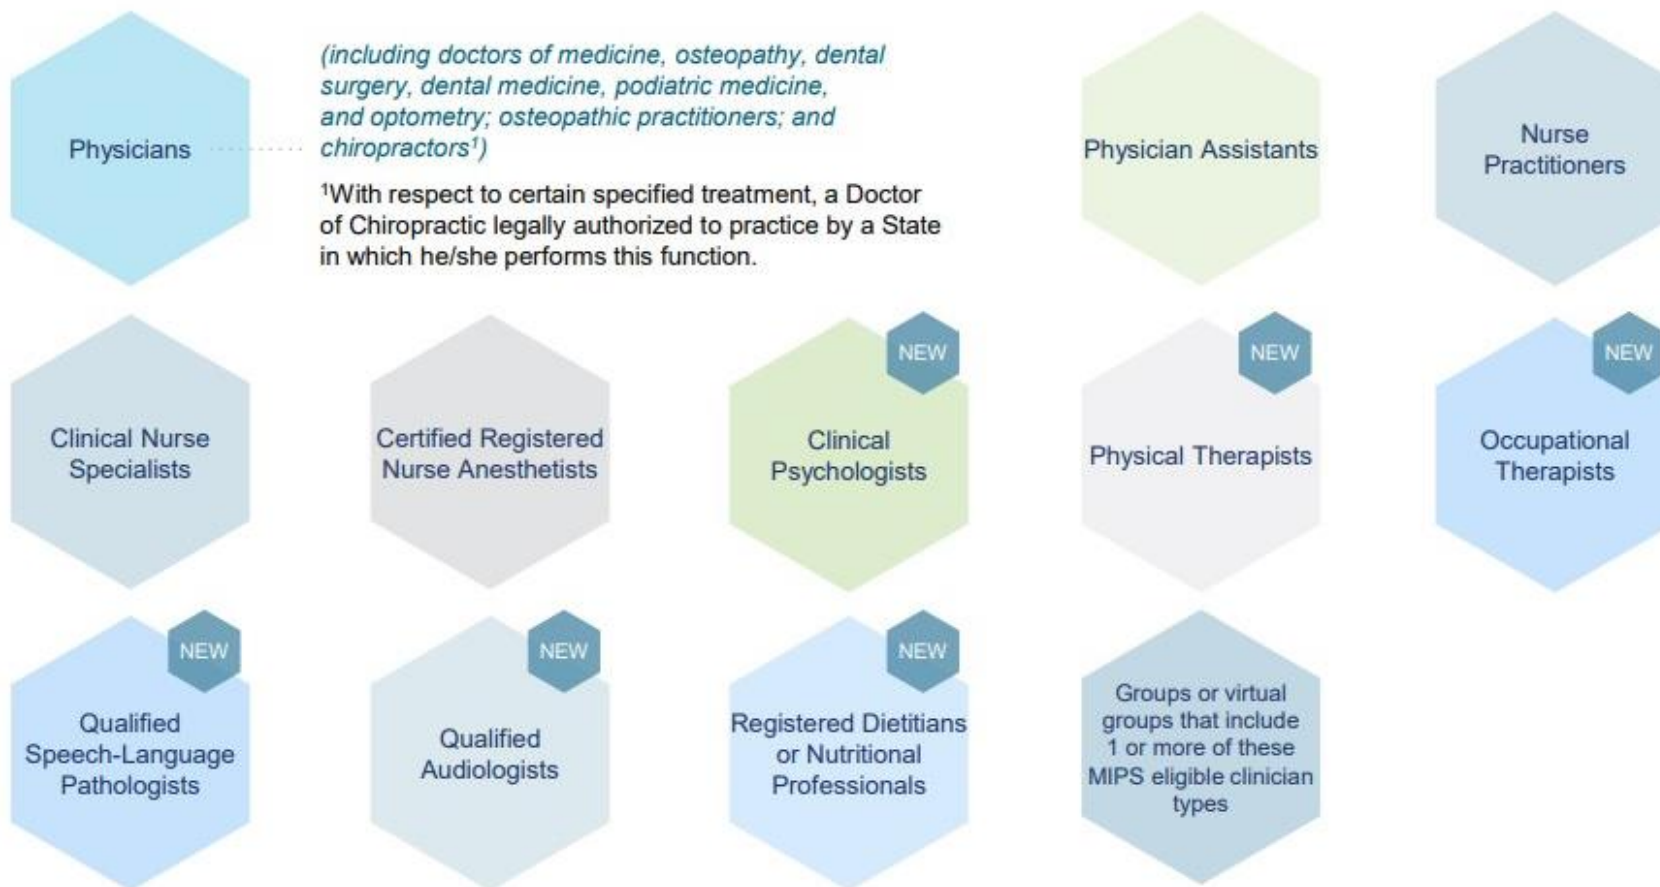 Physicians
(including doctors of medicine, osteopathy, dental
surgery, dental medicine, podiatric medicine,
and optometry; osteopathic practitioners; and
chiropractors¹)
¹With respect to certain specified treatment, a Doctor
of Chiropractic legally authorized to practice by a State
in which he/she performs this function.
Physician Assistants
Nurse
Practitioners
Clinical Nurse
Specialists
Certified Registered
Nurse Anesthetists
NEW
Clinical
Psychologists
NEW
Physical Therapists
NEW
Occupational
Therapists
NEW
Qualified
Speech-Language
Pathologists
NEW
Qualified
Audiologists
NEW
Registered Dietitians
or Nutritional
Professionals
Groups or virtual
groups that include
1 or more of these
MIPS eligible clinician
types